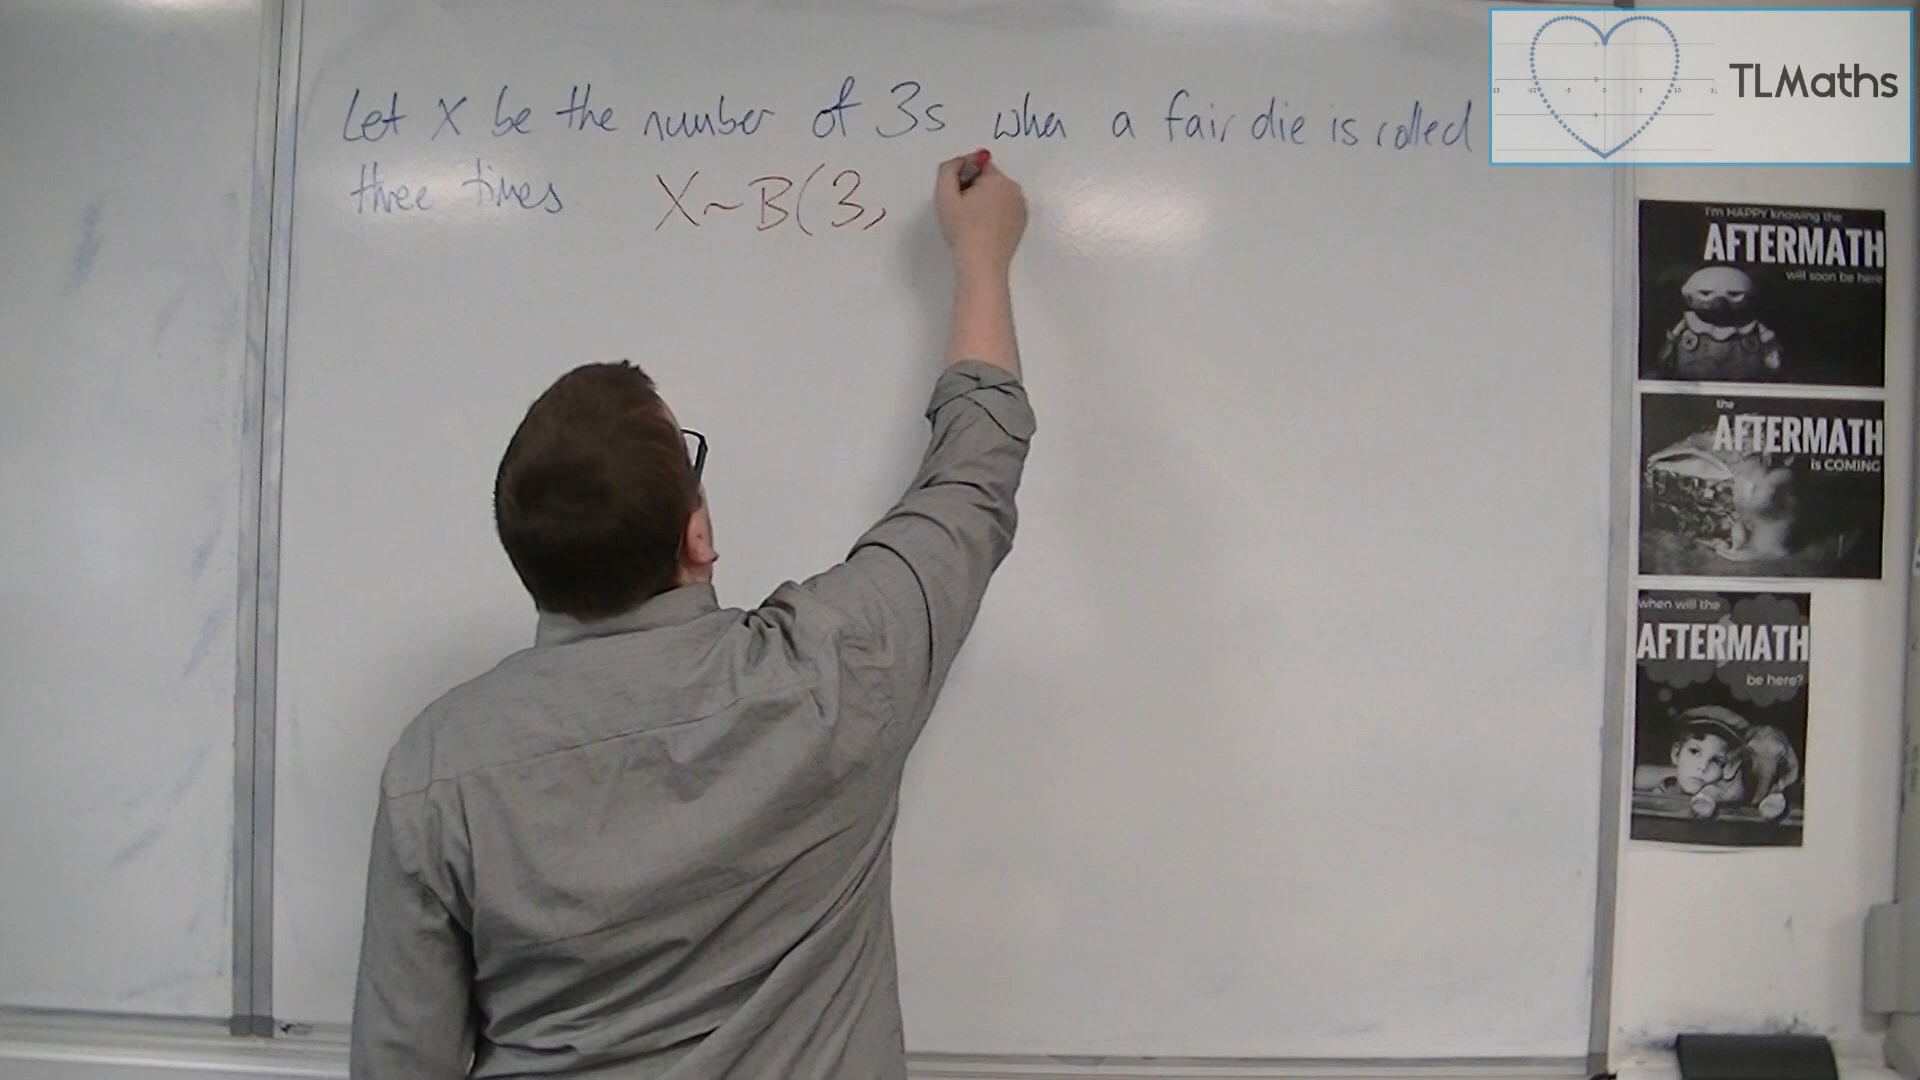 Let X be the number of 3s when a fair die is rolled
three times X~B(3,
TLMaths
I'm HAPPY knowing the
AFTERMATH
will soon be here
the
AFTERMATH
is COMING
when will the
AFTERMATH
be here?